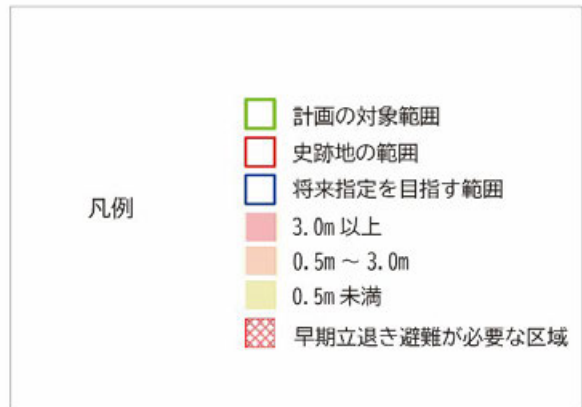 計画の対象範囲
史跡地の範囲
将来指定を目指す範囲
凡例
3.0m 以上
0.5m ～ 3.0m
0.5m 未満
早期立退き避難が必要な区域